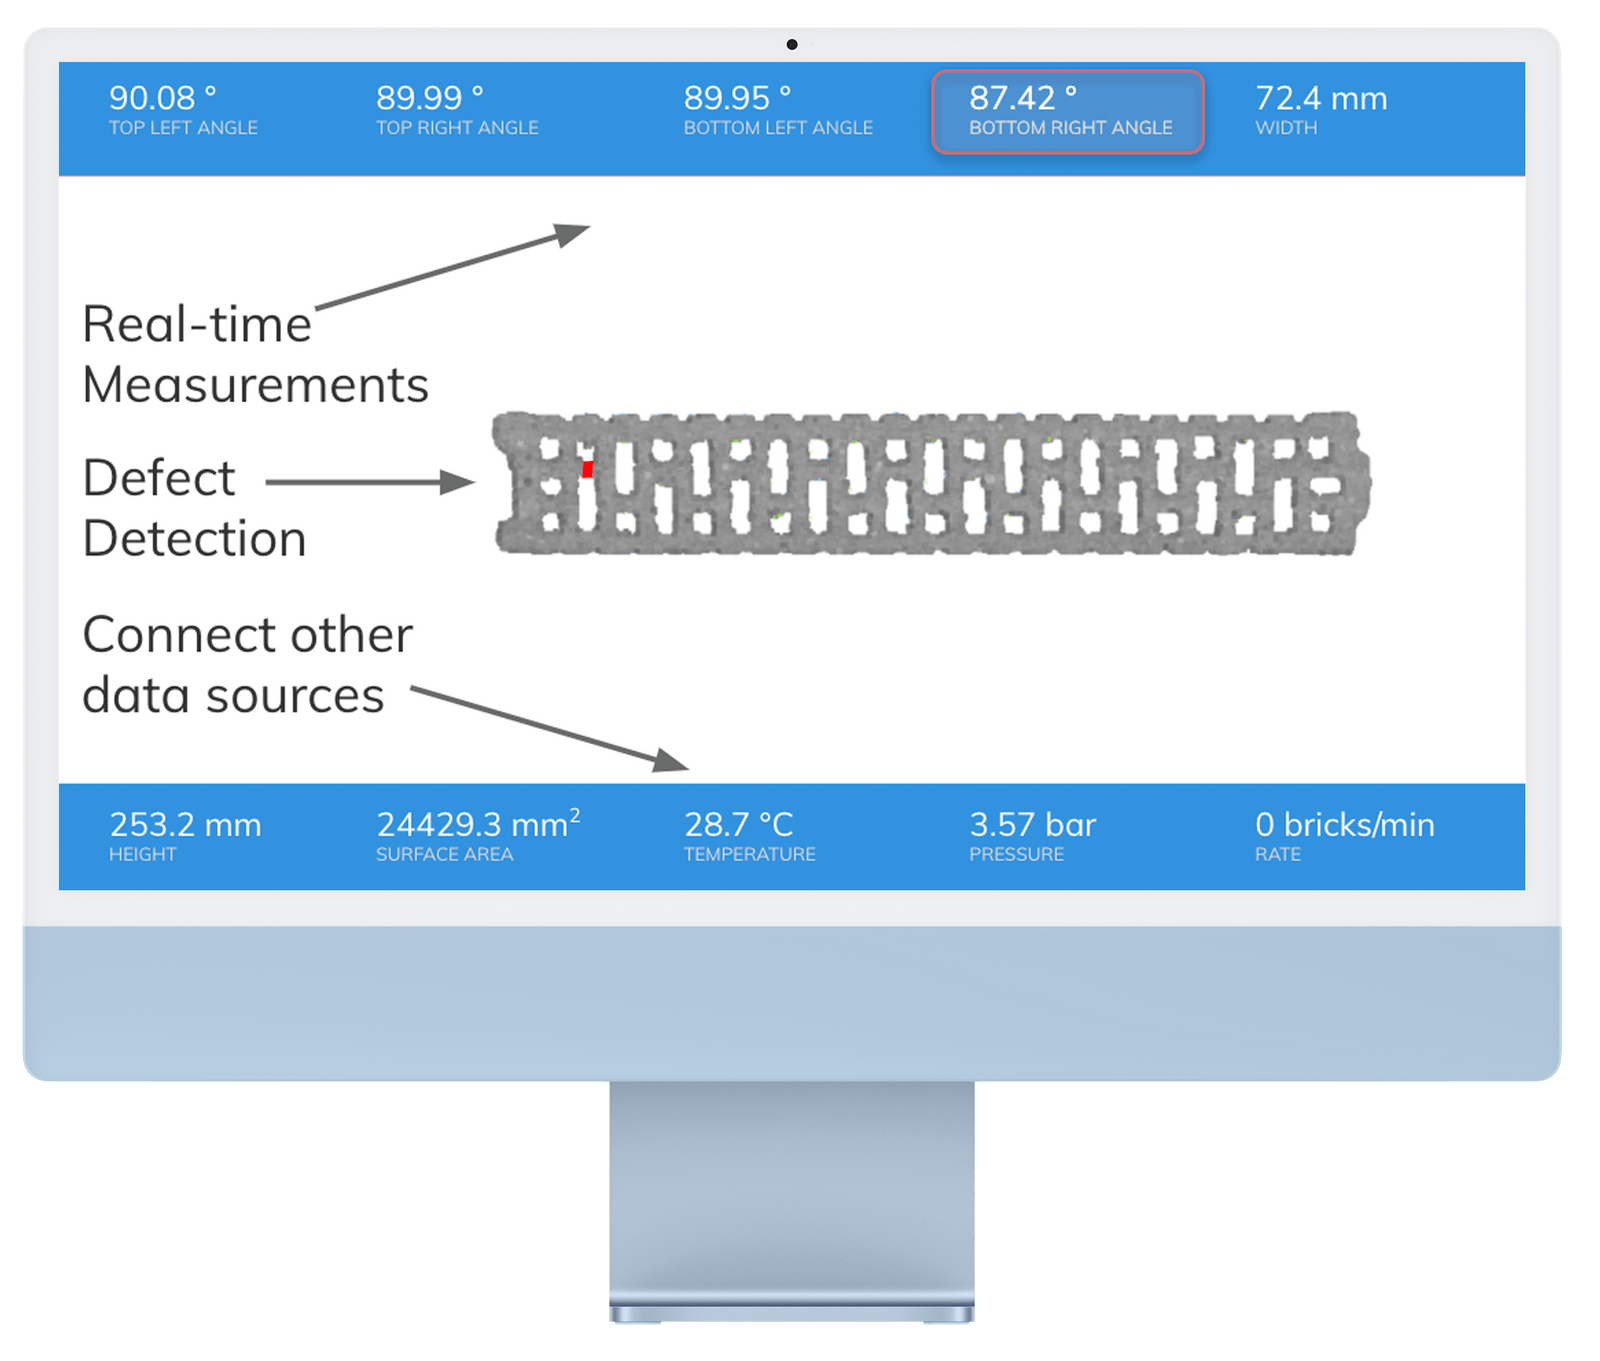 90.08 °
TOP LEFT ANGLE
89.99 °
TOP RIGHT ANGLE
89.95 °
BOTTOM LEFT ANGLE
87.42 °
BOTTOM RIGHT ANGLE
72.4 mm
WIDTH
Real-time
Measurements
Defect
Detection
Connect other
data sources
253.2 mm
HEIGHT
24429.3 mm²
SURFACE AREA
28.7 °C
TEMPERATURE
3.57 bar
PRESSURE
0 bricks/min
RATE